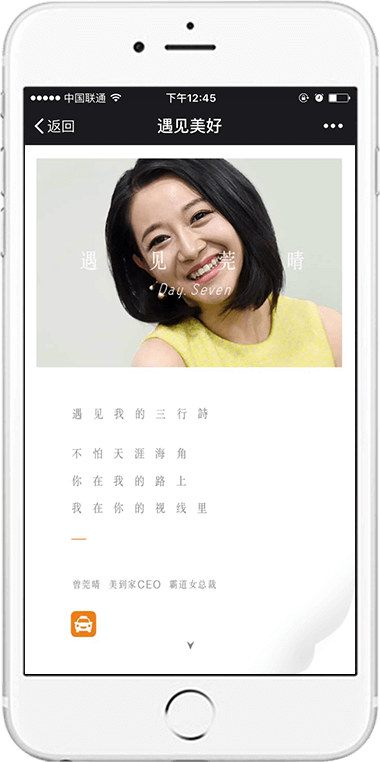 中国联通 下午12:45
返回 遇见美好
遇见莞晴
Day. Seven
遇见我的三行詩
不怕天涯海角
你在我的路上
我在你的视线里
曾莞晴 美到家CEO 霸道女总裁